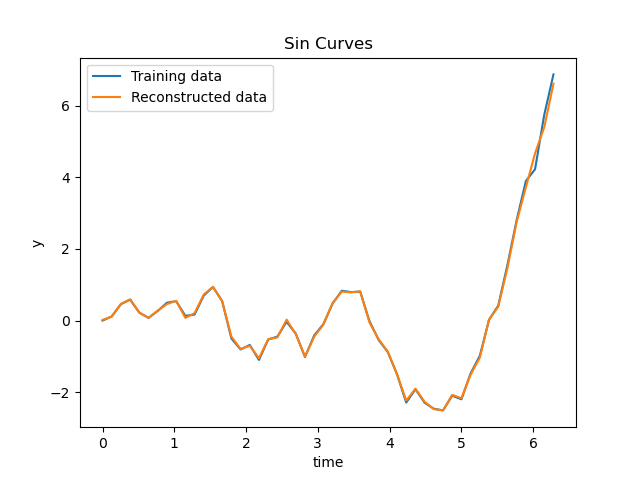 Sin Curves
Training data
Reconstructed data
y
6
4
2
0
−2
0 1 2 3 4 5 6
time